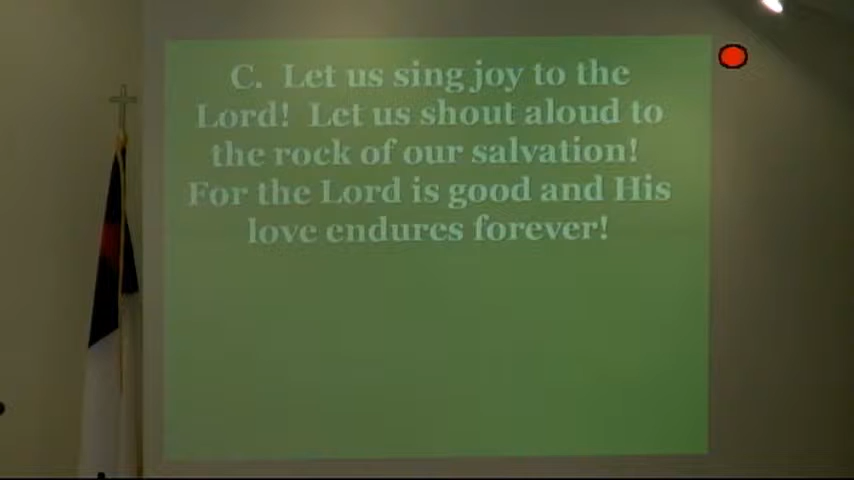 C. Let us sing joy to the
Lord! Let us shout aloud to
the rock of our salvation!
For the Lord is good and His
love endures forever!